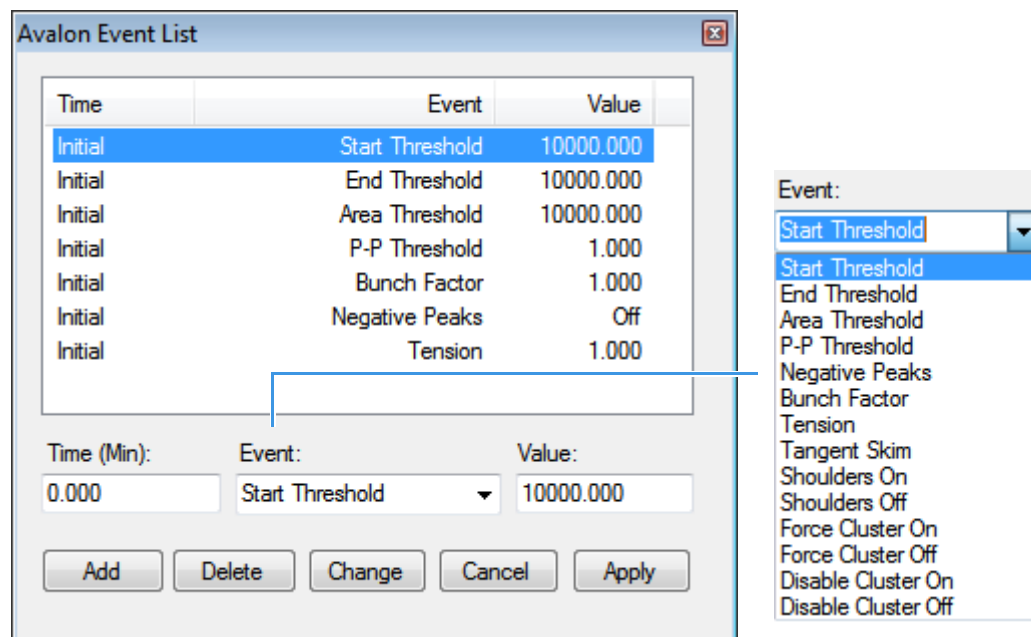 Avalon Event List
Time Event Value
Initial Start Threshold 10000.000
Initial End Threshold 10000.000
Initial Area Threshold 10000.000
Initial P-P Threshold 1.000
Initial Bunch Factor 1.000
Initial Negative Peaks Off
Initial Tension 1.000
Time (Min): Event: Value:
0.000 Start Threshold 10000.000
Add Delete Change Cancel Apply
Event:
Start Threshold
Start Threshold
End Threshold
Area Threshold
P-P Threshold
Negative Peaks
Bunch Factor
Tension
Tangent Skim
Shoulders On
Shoulders Off
Force Cluster On
Force Cluster Off
Disable Cluster On
Disable Cluster Off